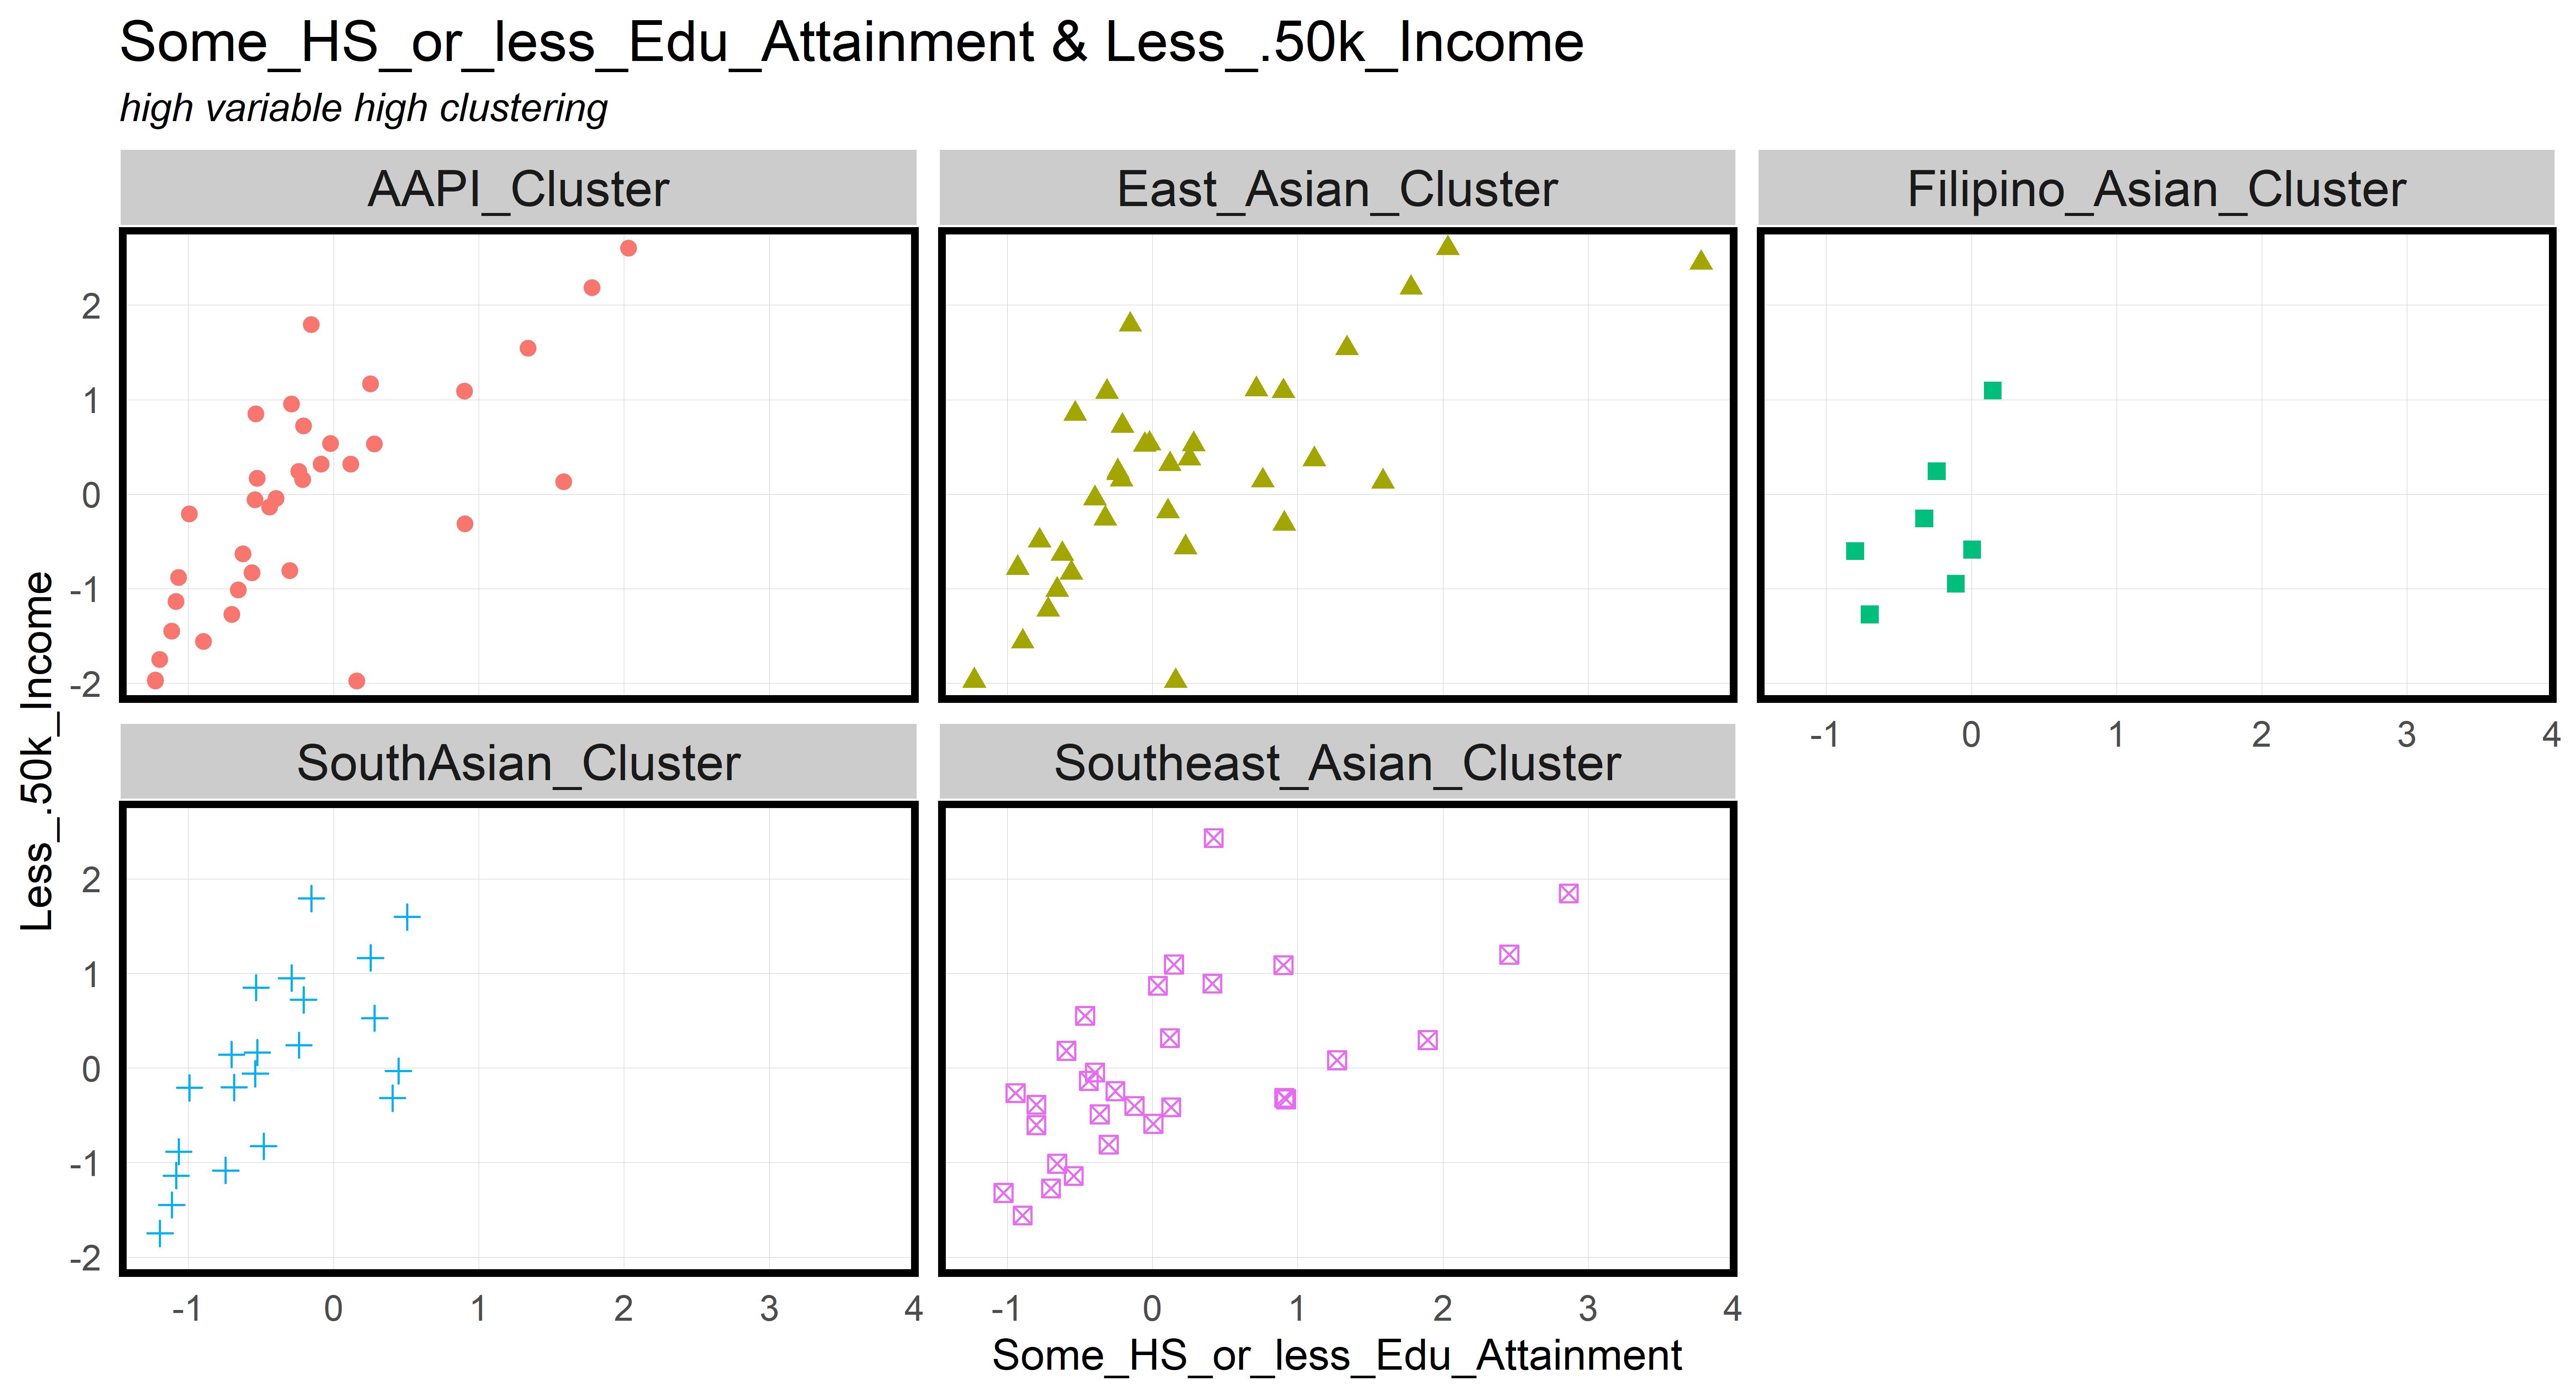 Some_HS_or_less_Edu_Attainment & Less_.50k_Income
high variable high clustering
AAPI_Cluster
East_Asian_Cluster
Filipino_Asian_Cluster
2
1
0
-1
-2
-1 0 1 2 3 4
SouthAsian_Cluster
Southeast_Asian_Cluster
2
1
0
-1
-2
-1 0 1 2 3 4
-1 0 1 2 3 4
Less_.50k_Income
Some_HS_or_less_Edu_Attainment